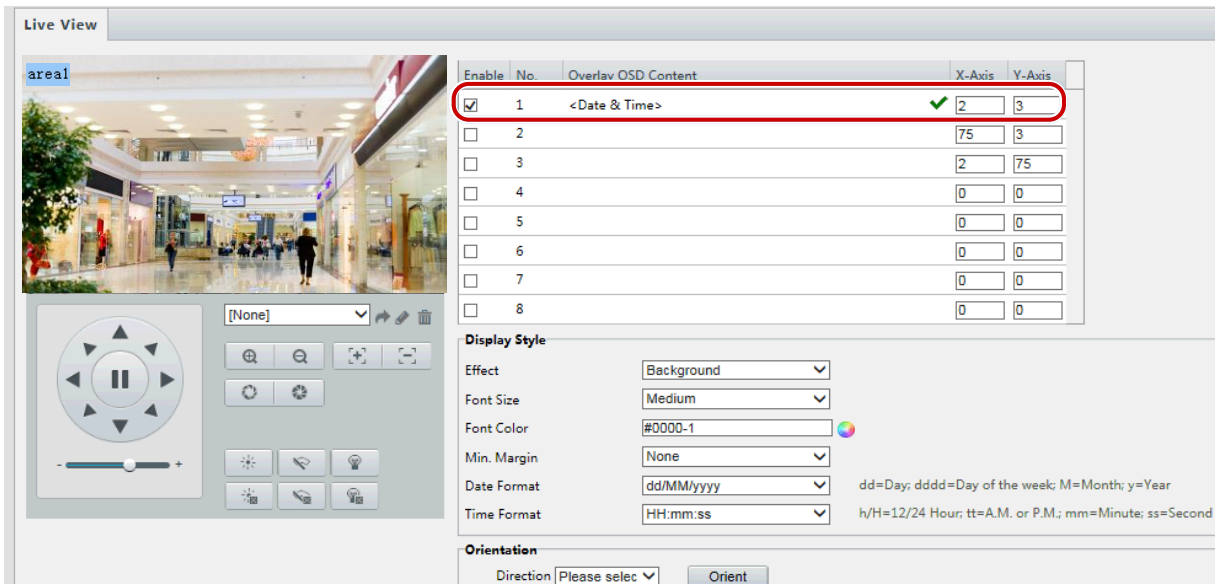 Live View
area1
Enable No. Overlay OSD Content X-Axis Y-Axis
1 <Date & Time> 2 3
2 75 3
3 2 75
4 0 0
5 0 0
6 0 0
7 0 0
8 0 0
[None]
- +
Display Style
Effect Background
Font Size Medium
Font Color #0000-1
Min. Margin None
Date Format dd/MM/yyyy dd=Day; dddd=Day of the week; M=Month; y=Year
Time Format HH:mm:ss h/H=12/24 Hour; tt=A.M. or P.M.; mm=Minute; ss=Second
Orientation
Direction Please selec Orient